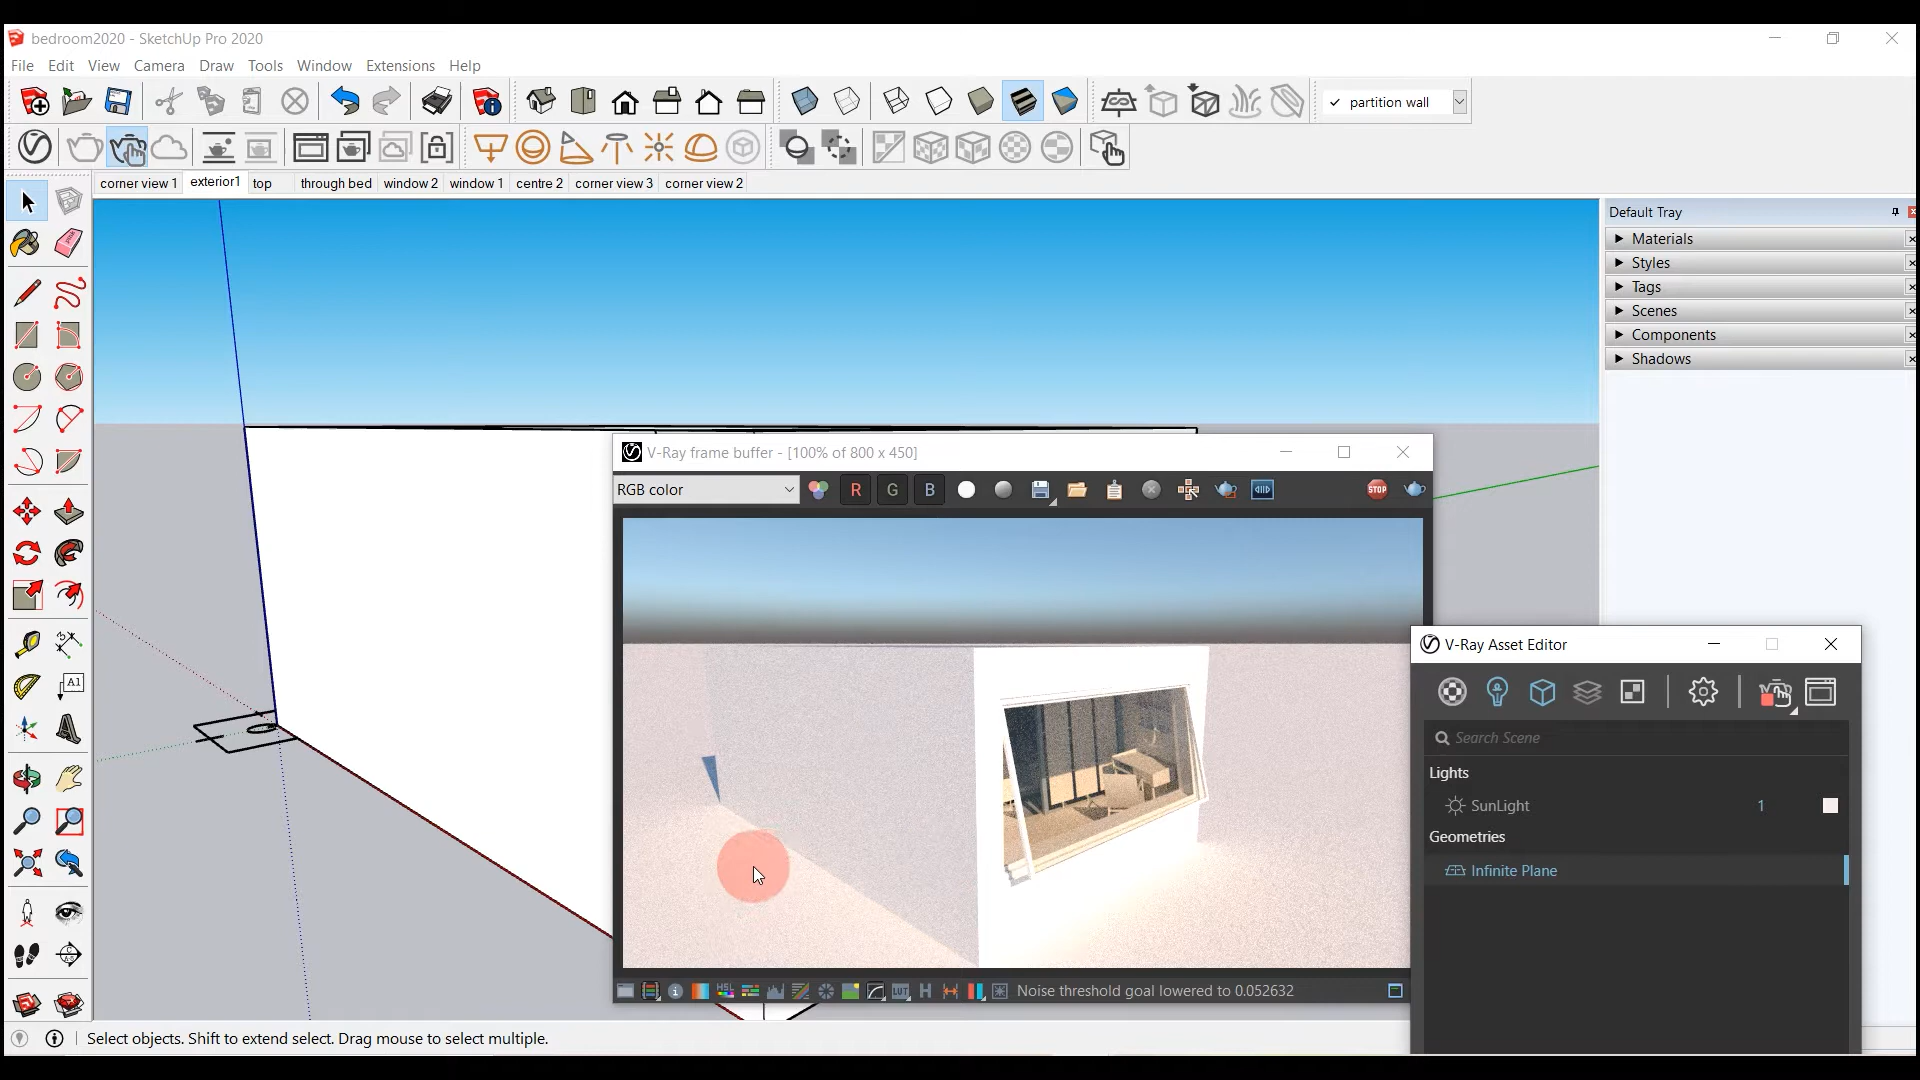 bedroom2020 - SketchUp Pro 2020
File Edit View Camera Draw Tools Window Extensions Help
partition wall
corner view 1 exterior1 top through bed window 2 window 1 centre 2 corner view 3 corner view 2
Default Tray
Materials
Styles
Tags
Scenes
Components
Shadows
V-Ray frame buffer - [100% of 800 x 450]
RGB color R G B STOP
A1
V-Ray Asset Editor
Search Scene
Lights
SunLight 1
Geometries
Infinite Plane
HSL LUT H Noise threshold goal lowered to 0.052632
Select objects. Shift to extend select. Drag mouse to select multiple.